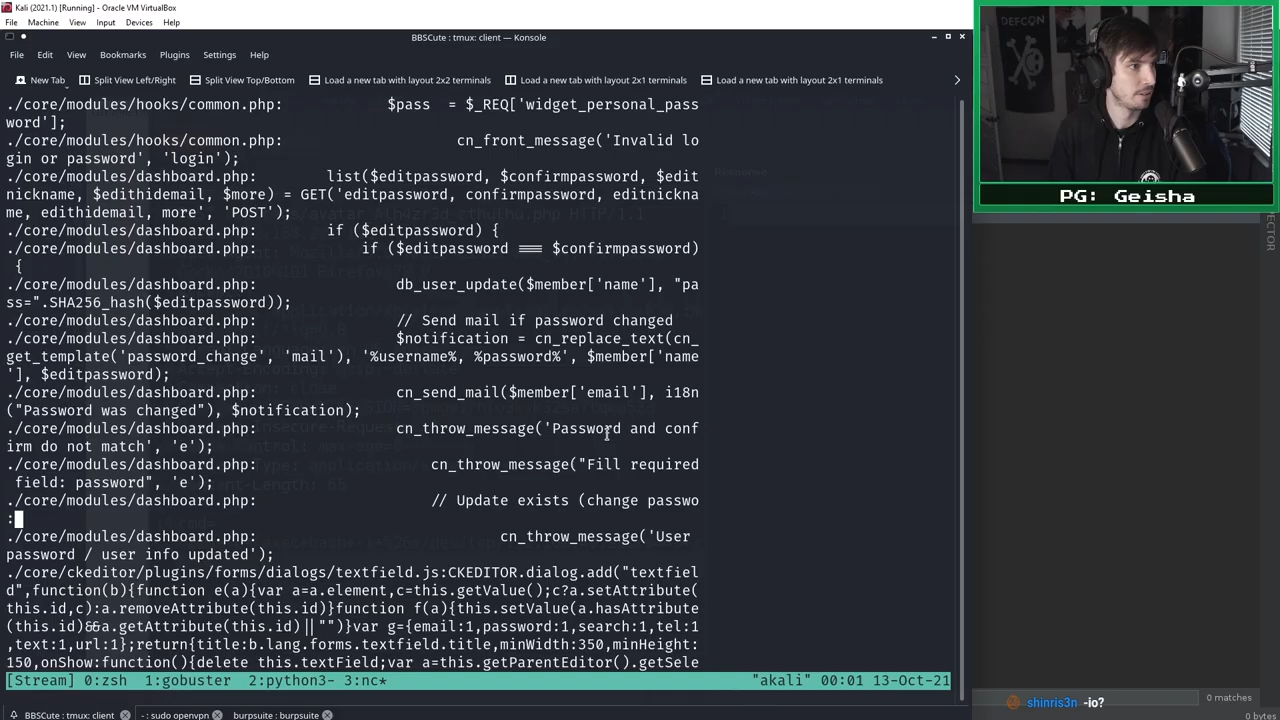 Kali (2021.1) [Running] - Oracle VM VirtualBox
File Machine View Input Devices Help
BBSCute : tmux: client — Konsole
File Edit View Bookmarks Plugins Settings Help
New Tab Split View Left/Right Split View Top/Bottom Load a new tab with layout 2x2 terminals Load a new tab with layout 2x1 terminals Load a new tab with layout 2x1 terminals
./core/modules/hooks/common.php: $pass = $_REQ['widget_personal_pass
word'];
./core/modules/hooks/common.php: cn_front_message('Invalid lo
gin or password', 'login');
./core/modules/dashboard.php: list($editpassword, $confirmpassword, $edit
nickname, $edithidemail, $more) = GET('editpassword, confirmpassword, editnickna
me, edithidemail, more', 'POST');
./core/modules/dashboard.php: if ($editpassword) {
./core/modules/dashboard.php: if ($editpassword === $confirmpassword)
{
./core/modules/dashboard.php: db_user_update($member['name'], "pa
ss=".SHA256_hash($editpassword));
./core/modules/dashboard.php: // Send mail if password changed
./core/modules/dashboard.php: $notification = cn_replace_text(cn_
get_template('password_change', 'mail'), '%username%, %password%', $member['name
'], $editpassword);
./core/modules/dashboard.php: cn_send_mail($member['email'], i18n
("Password was changed"), $notification);
./core/modules/dashboard.php: cn_throw_message('Password and conf
irm do not match', 'e');
./core/modules/dashboard.php: cn_throw_message("Fill required
field: password", 'e');
./core/modules/dashboard.php: // Update exists (change passwo
:
./core/modules/dashboard.php: cn_throw_message('User
password / user info updated');
./core/ckeditor/plugins/forms/dialogs/textfield.js:CKEDITOR.dialog.add("textfiel
d",function(b){function e(a){var a=a.element,c=this.getValue();c?a.setAttribute(
this.id,c):a.removeAttribute(this.id)}function f(a){this.setValue(a.hasAttribute
(this.id)&&a.getAttribute(this.id)||"")}var g={email:1,password:1,search:1,tel:1
,text:1,url:1};return{title:b.lang.forms.textfield.title,minWidth:350,minHeight:
150,onShow:function(){delete this.textField;var a=this.getParentEditor().getSele
[Stream] 0:zsh 1:gobuster 2:python3- 3:nc* "akali" 00:01 13-Oct-21
BBSCute : tmux: client - : sudo openvpn burpsuite : burpsuite
DEFCON
PG: Geisha
PECTOR
shinris3n -io?
0 matches
0 bytes